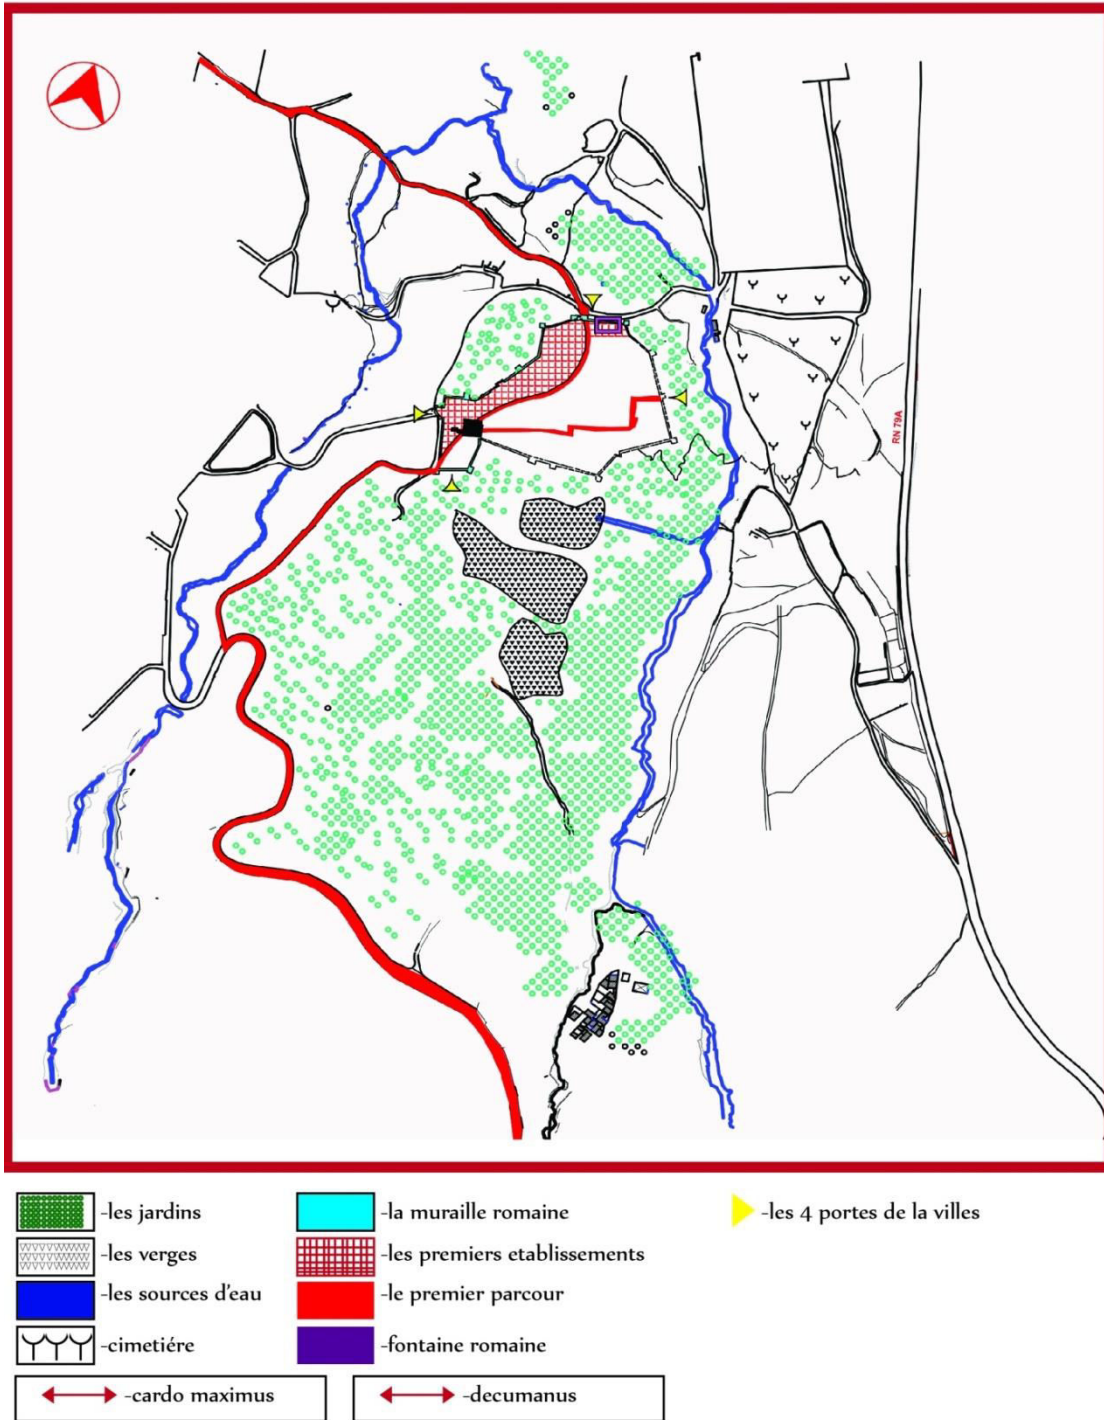 RN 79A
-les jardins
-la muraille romaine
-les 4 portes de la villes
-les verges
-les premiers etablissements
-les sources d'eau
-le premier parcour
-cimetiére
-fontaine romaine
-cardo maximus
-decumanus